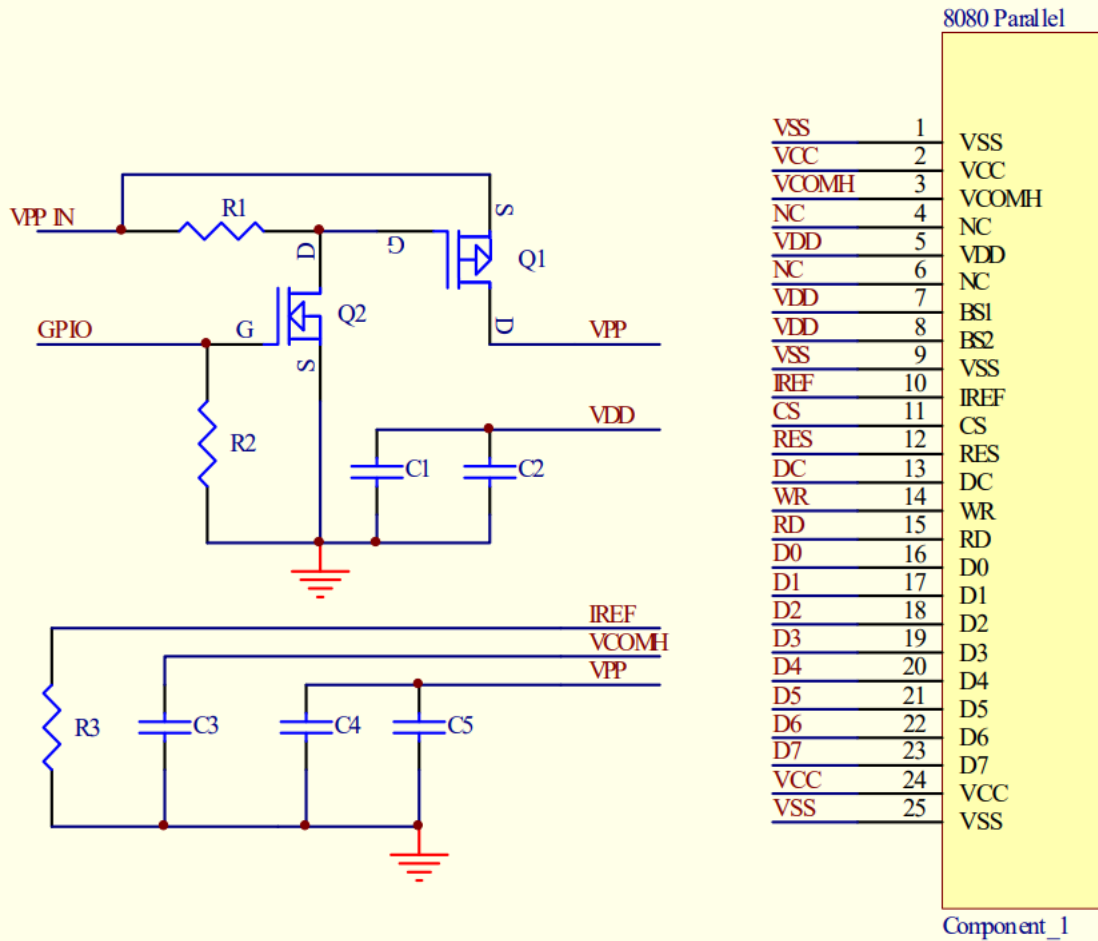 8080 Parallel
VSS 1 VSS
VCC 2 VCC
VCOMH 3 VCOMH
NC 4 NC
VDD 5 VDD
NC 6 NC
VDD 7 BS1
VDD 8 BS2
VSS 9 VSS
IREF 10 IREF
CS 11 CS
RES 12 RES
DC 13 DC
WR 14 WR
RD 15 RD
D0 16 D0
D1 17 D1
D2 18 D2
D3 19 D3
D4 20 D4
D5 21 D5
D6 22 D6
D7 23 D7
VCC 24 VCC
VSS 25 VSS
Component_1
VPP IN
R1
S
D
G
Q1
Q2
GPIO
G
D
VPP
S
R2
VDD
C1
C2
IREF
VCOMH
VPP
R3
C3
C4
C5